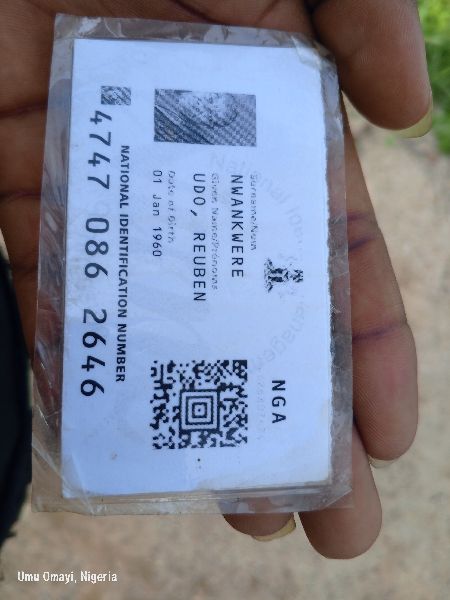 NGA
Surname/Nom
NWANKWERE
Given Names/Prénoms
UDO, REUBEN
Date of Birth
01 Jan 1960
NATIONAL IDENTIFICATION NUMBER
4747 086 2646
Umu Omayi, Nigeria